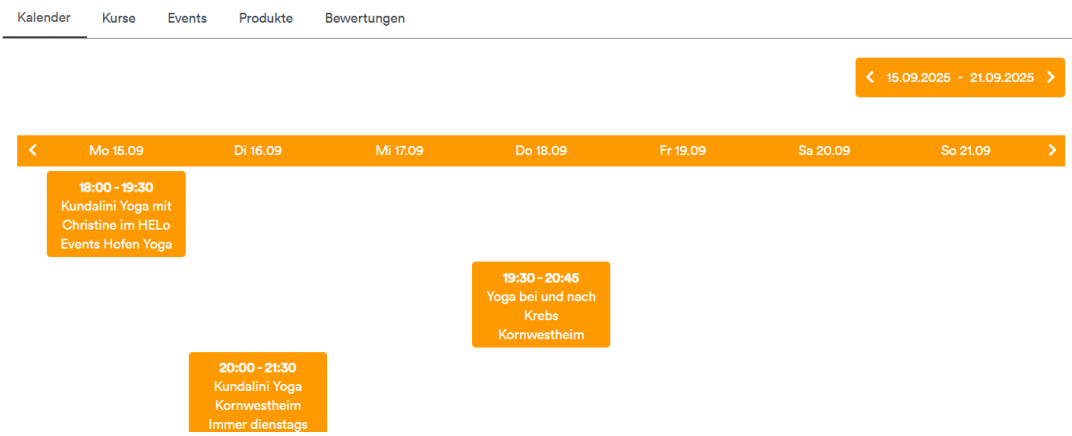 Kalender Kurse Events Produkte Bewertungen
15.09.2025 - 21.09.2025
Mo 15.09 Di 16.09 Mi 17.09 Do 18.09 Fr 19.09 Sa 20.09 So 21.09
18:00 - 19:30
Kundalini Yoga mit
Christine im HELo
Events Hofen Yoga
19:30 - 20:45
Yoga bei und nach
Krebs
Kornwestheim
20:00 - 21:30
Kundalini Yoga
Kornwestheim
Immer dienstags